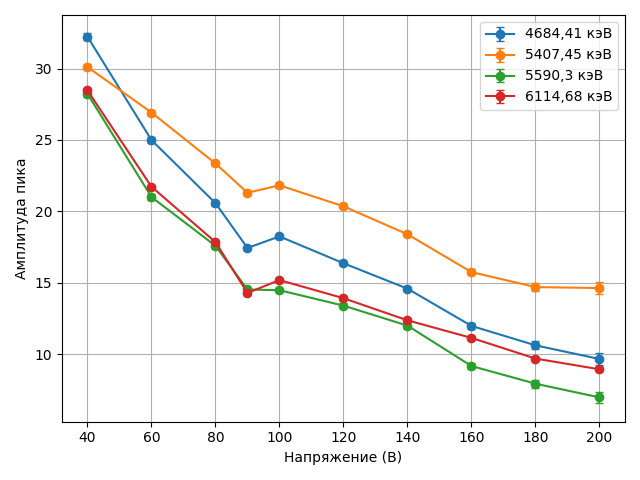 4684,41 кэВ
5407,45 кэВ
5590,3 кэВ
6114,68 кэВ
Амплитуда пика
30
25
20
15
10
40 60 80 100 120 140 160 180 200
Напряжение (В)